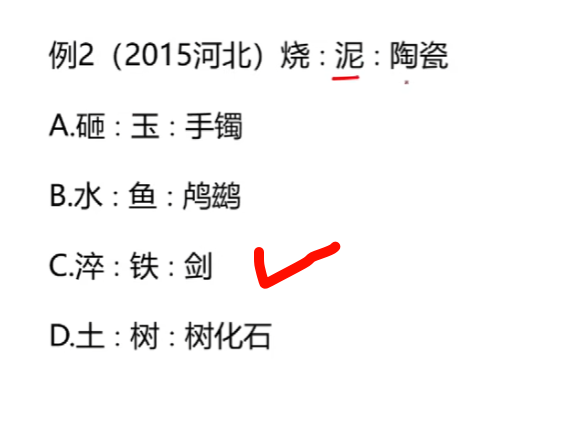 例2（2015河北）烧 : 泥 : 陶瓷
A.砸 : 玉 : 手镯
B.水 : 鱼 : 鸬鹚
C.淬 : 铁 : 剑
D.土 : 树 : 树化石